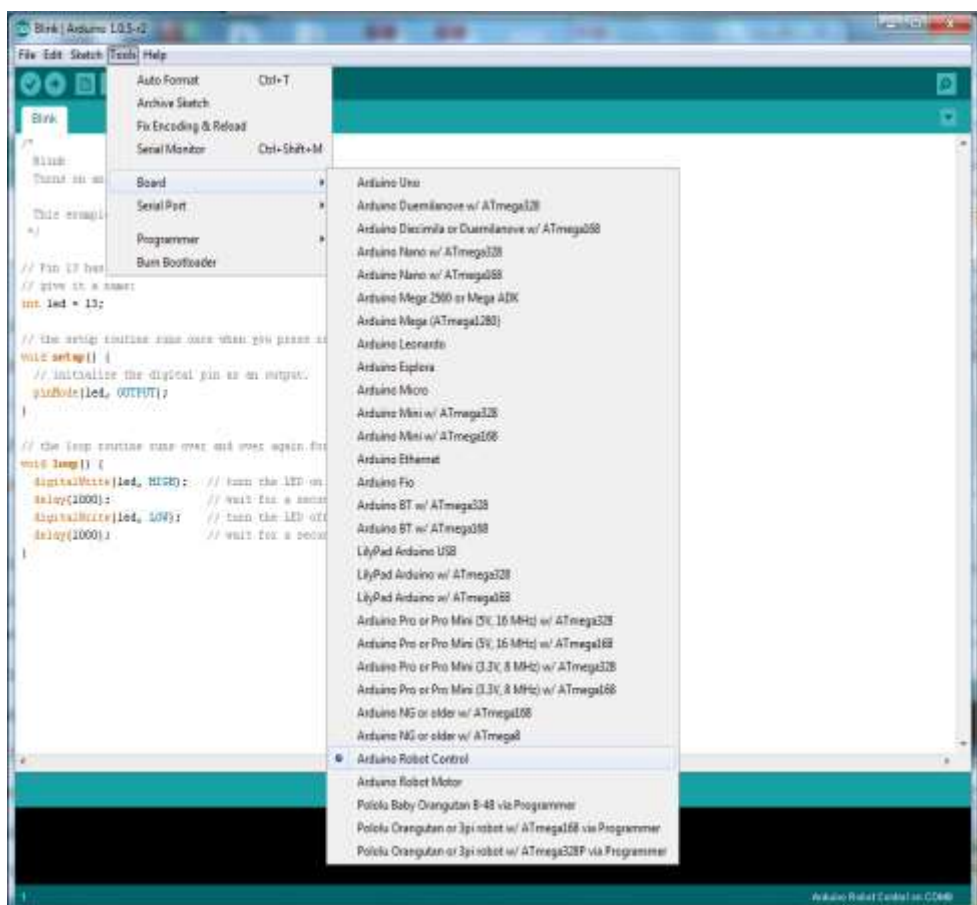 Blink | Arduino 1.0.5-r2
File Edit Sketch Tools Help
Auto Format Ctrl+T
Archive Sketch
Fix Encoding & Reload
Serial Monitor Ctrl+Shift+M
Board
Serial Port
Programmer
Burn Bootloader
Blink
/*
Blink
Turns on an
This exampl
*/
// Pin 13 has
// give it a name:
int led = 13;
// the setup routine runs once when you press
void setup() {
// initialize the digital pin as an output.
pinMode(led, OUTPUT);
}
// the loop routine runs over and over again for
void loop() {
digitalWrite(led, HIGH); // turn the LED on
delay(1000); // wait for a secon
digitalWrite(led, LOW); // turn the LED off
delay(1000); // wait for a secon
}
Arduino Uno
Arduino Duemilanove w/ ATmega328
Arduino Diecimila or Duemilanove w/ ATmega168
Arduino Nano w/ ATmega328
Arduino Nano w/ ATmega168
Arduino Mega 2560 or Mega ADK
Arduino Mega (ATmega1280)
Arduino Leonardo
Arduino Esplora
Arduino Micro
Arduino Mini w/ ATmega328
Arduino Mini w/ ATmega168
Arduino Ethernet
Arduino Fio
Arduino BT w/ ATmega328
Arduino BT w/ ATmega168
LilyPad Arduino USB
LilyPad Arduino w/ ATmega328
LilyPad Arduino w/ ATmega168
Arduino Pro or Pro Mini (5V, 16 MHz) w/ ATmega328
Arduino Pro or Pro Mini (5V, 16 MHz) w/ ATmega168
Arduino Pro or Pro Mini (3.3V, 8 MHz) w/ ATmega328
Arduino Pro or Pro Mini (3.3V, 8 MHz) w/ ATmega168
Arduino NG or older w/ ATmega168
Arduino NG or older w/ ATmega8
Arduino Robot Control
Arduino Robot Motor
Pololu Baby Orangutan B-48 via Programmer
Pololu Orangutan or 3pi robot w/ ATmega168 via Programmer
Pololu Orangutan or 3pi robot w/ ATmega328P via Programmer
1
Arduino Robot Control on